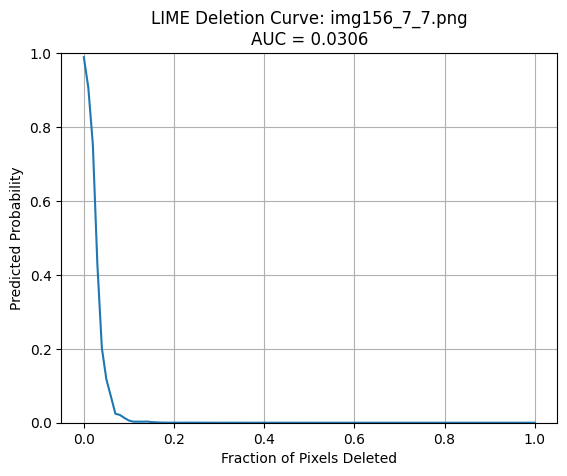 LIME Deletion Curve: img156_7_7.png
AUC = 0.0306
1.0
0.8
0.6
0.4
0.2
0.0
Predicted Probability
0.0 0.2 0.4 0.6 0.8 1.0
Fraction of Pixels Deleted